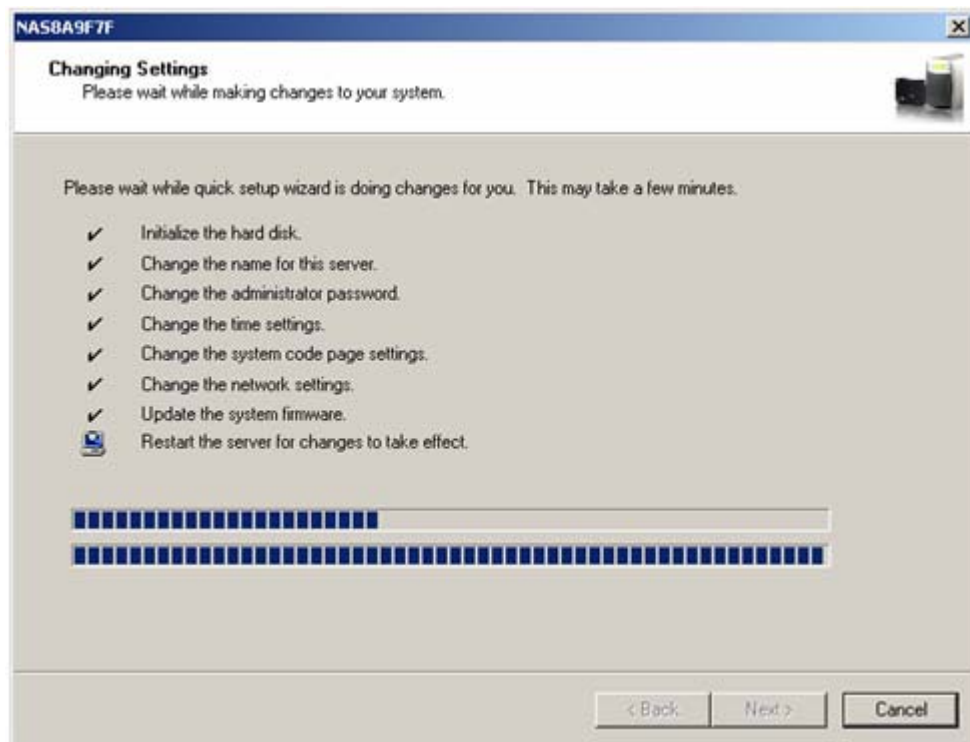 NAS8A9F7F
Changing Settings
Please wait while making changes to your system.
Please wait while quick setup wizard is doing changes for you. This may take a few minutes.
Initialize the hard disk.
Change the name for this server.
Change the administrator password.
Change the time settings.
Change the system code page settings.
Change the network settings.
Update the system firmware.
Restart the server for changes to take effect.
< Back Next > Cancel